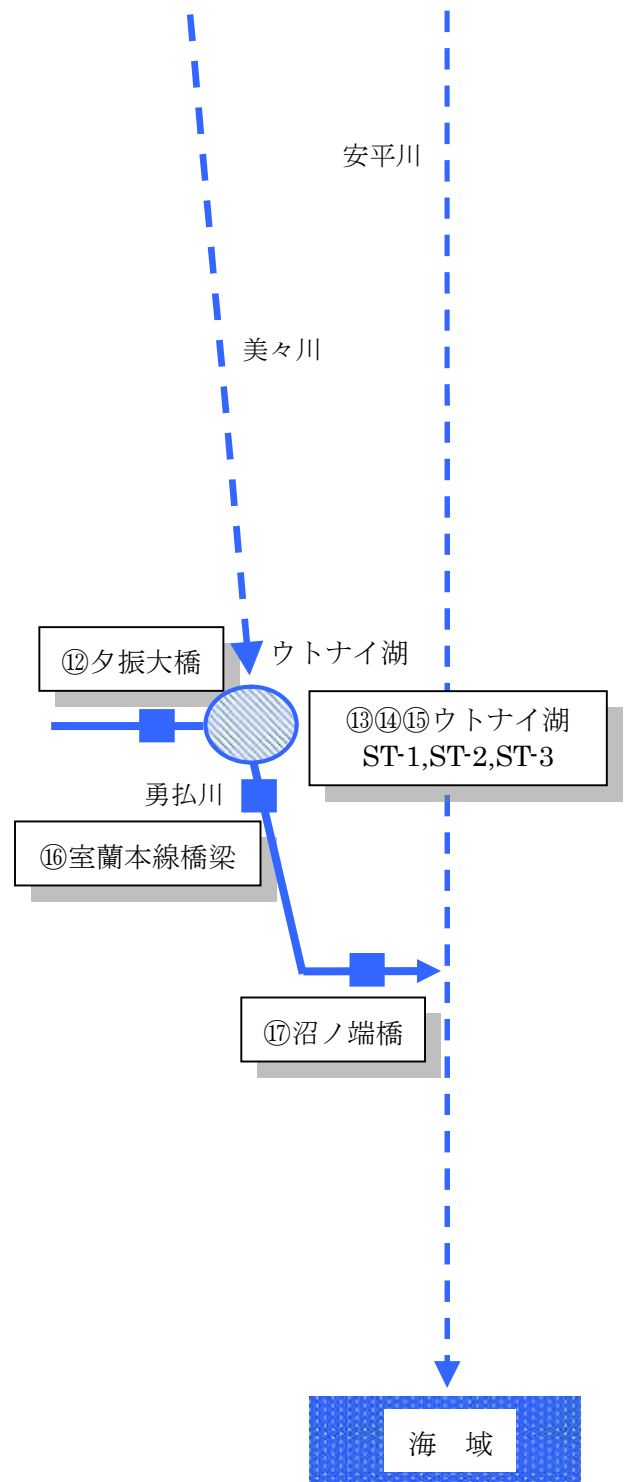 安平川
美々川
⑫夕振大橋
ウトナイ湖
⑬⑭⑮ウトナイ湖
ST-1,ST-2,ST-3
勇払川
⑯室蘭本線橋梁
⑰沼ノ端橋
海 域